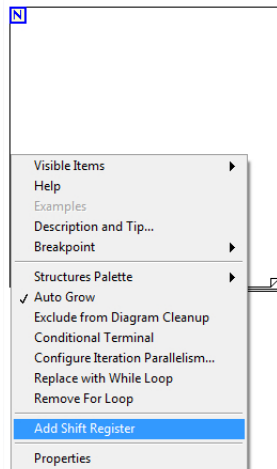 N
Visible Items
Help
Examples
Description and Tip...
Breakpoint
Structures Palette
Auto Grow
Exclude from Diagram Cleanup
Conditional Terminal
Configure Iteration Parallelism...
Replace with While Loop
Remove For Loop
Add Shift Register
Properties